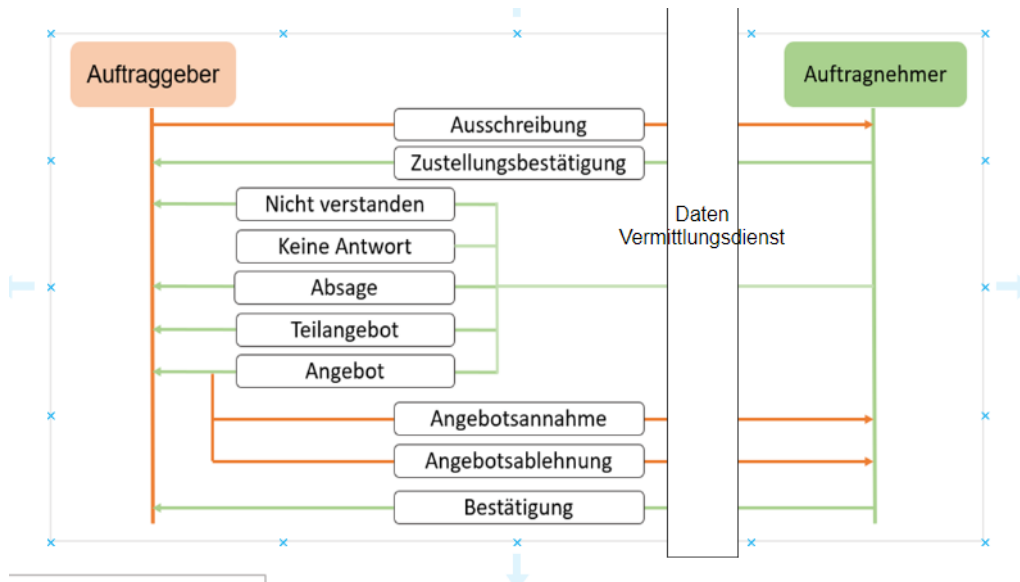 Auftraggeber
Auftragnehmer
Ausschreibung
Zustellungsbestätigung
Nicht verstanden
Keine Antwort
Absage
Teilangebot
Angebot
Daten
Vermittlungsdienst
Angebotsannahme
Angebotsablehnung
Bestätigung